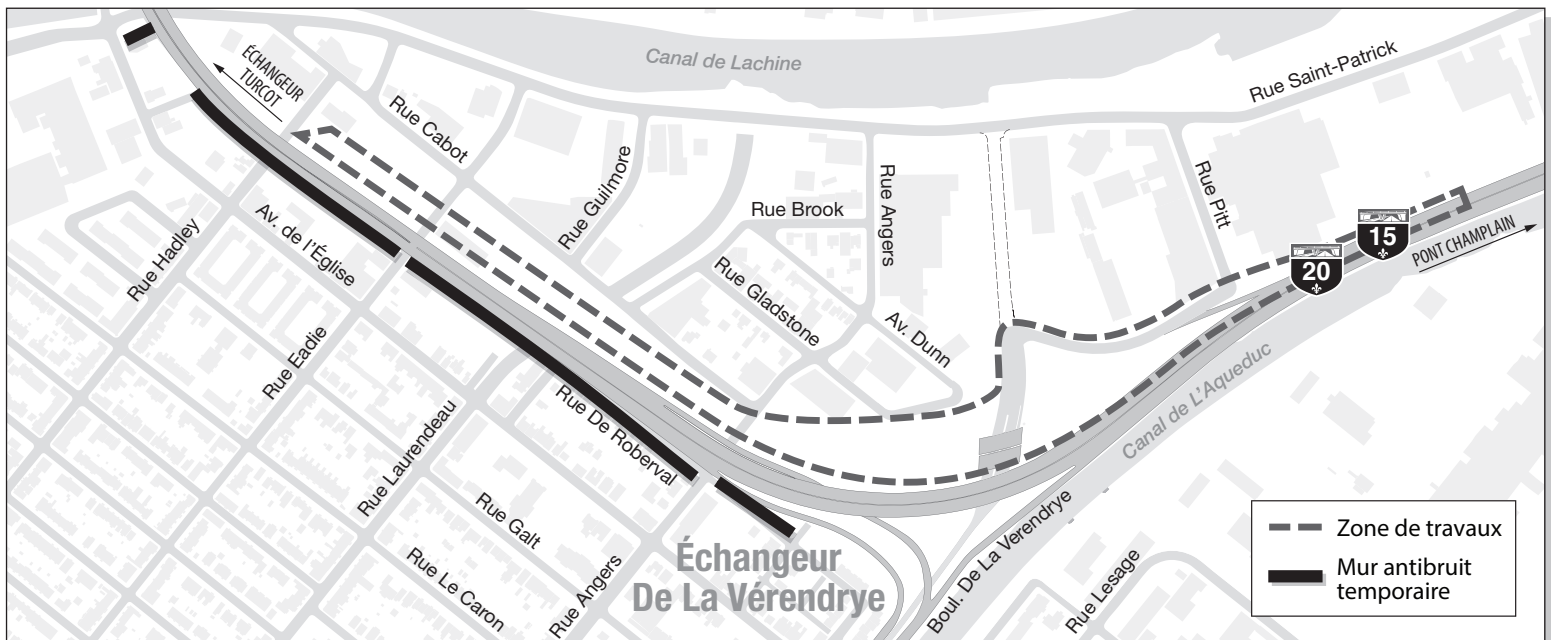 Canal de Lachine
Rue Saint-Patrick
ÉCHANGEUR
TURCOT
Rue Cabot
Rue Guilmore
Rue Brook
Rue Angers
Rue Pitt
Rue Hadley
Av. de l'Église
Rue Gladstone
Av. Dunn
15
20
PONT CHAMPLAIN
Rue Eadie
Rue Laurendeau
Rue De Roberval
Canal de L'Aqueduc
Rue Galt
Rue Le Caron
Rue Angers
Échangeur
De La Vérendrye
Boul. De La Verendrye
Rue Lesage
Zone de travaux
Mur antibruit
temporaire